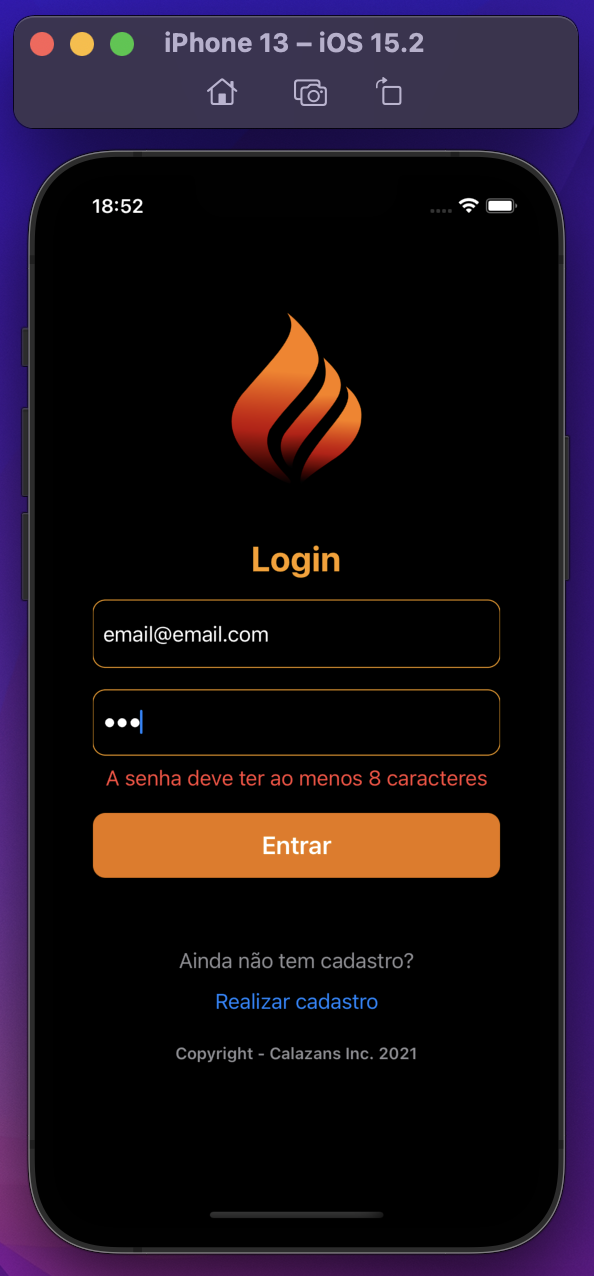 iPhone 13 – iOS 15.2
18:52
Login
email@email.com
•••
A senha deve ter ao menos 8 caracteres
Entrar
Ainda não tem cadastro?
Realizar cadastro
Copyright - Calazans Inc. 2021